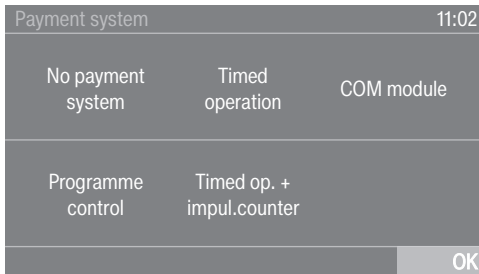 Payment system 11:02
No payment Timed COM module
system operation
Programme Timed op. +
control impul.counter
OK